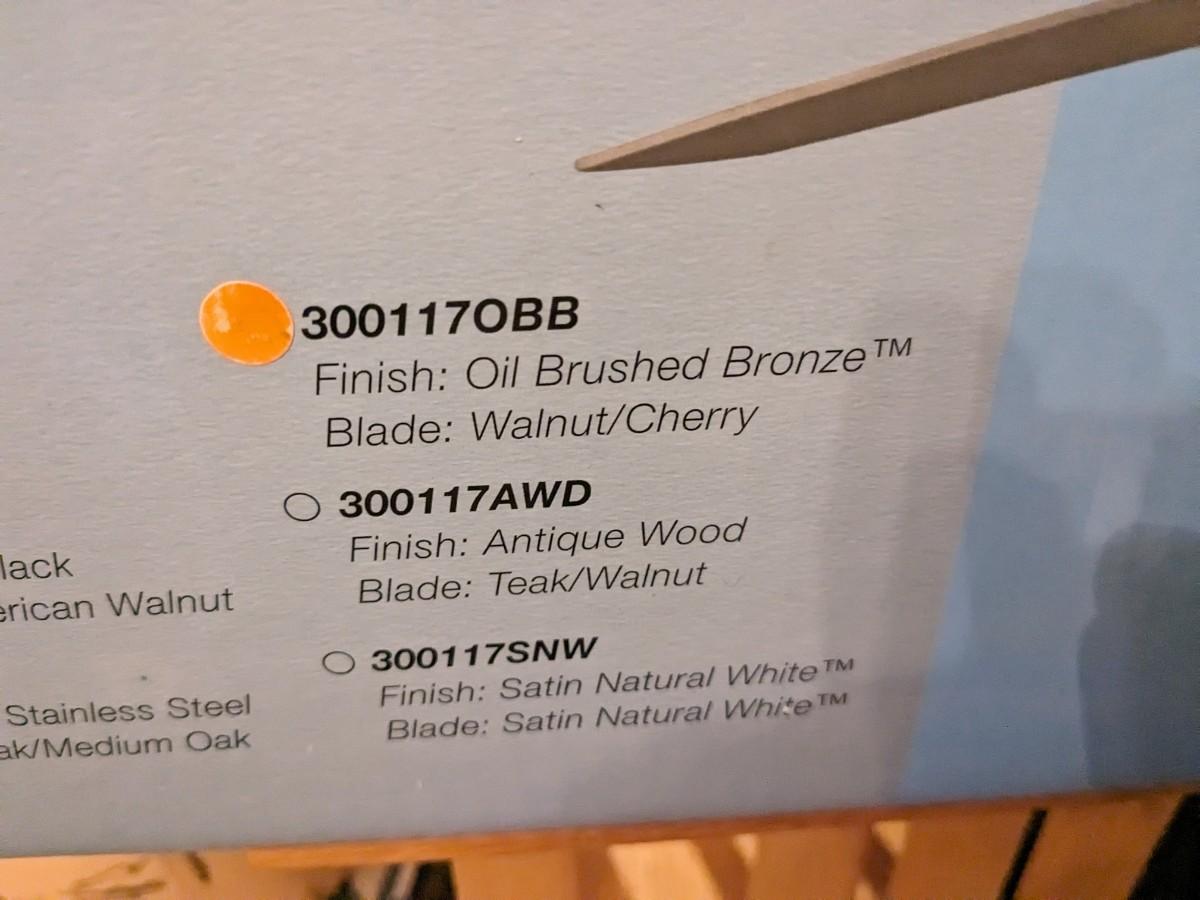 300117OBB
Finish: Oil Brushed Bronze™
Blade: Walnut/Cherry
300117AWD
Finish: Antique Wood
Blade: Teak/Walnut
300117SNW
Finish: Satin Natural White™
Blade: Satin Natural White™
lack
erican Walnut
Stainless Steel
ak/Medium Oak